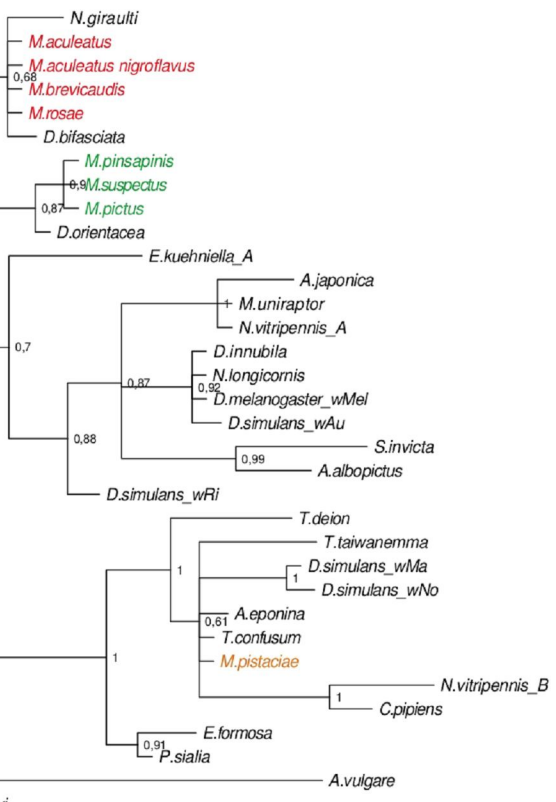 N.giraulti
M.aculeatus
M.aculeatus nigroflavus
0,68
M.brevicaudis
M.rosae
D.bifasciata
M.pinsapinis
0,9 M.suspectus
0,87 M.pictus
D.orientacea
E.kuehniella_A
A.japonica
1 M.uniraptor
N.vitripennis_A
0,7
D.innubila
N.longicornis
0,87
0,92
D.melanogaster_wMel
D.simulans_wAu
0,88
S.invicta
0,99
A.albopictus
D.simulans_wRi
T.deion
T.taiwanemma
D.simulans_wMa
1
1
D.simulans_wNo
A.eponina
0,61
T.confusum
1
M.pistaciae
N.vitripennis_B
1
C.pipiens
E.formosa
0,91
P.sialia
A.vulgare